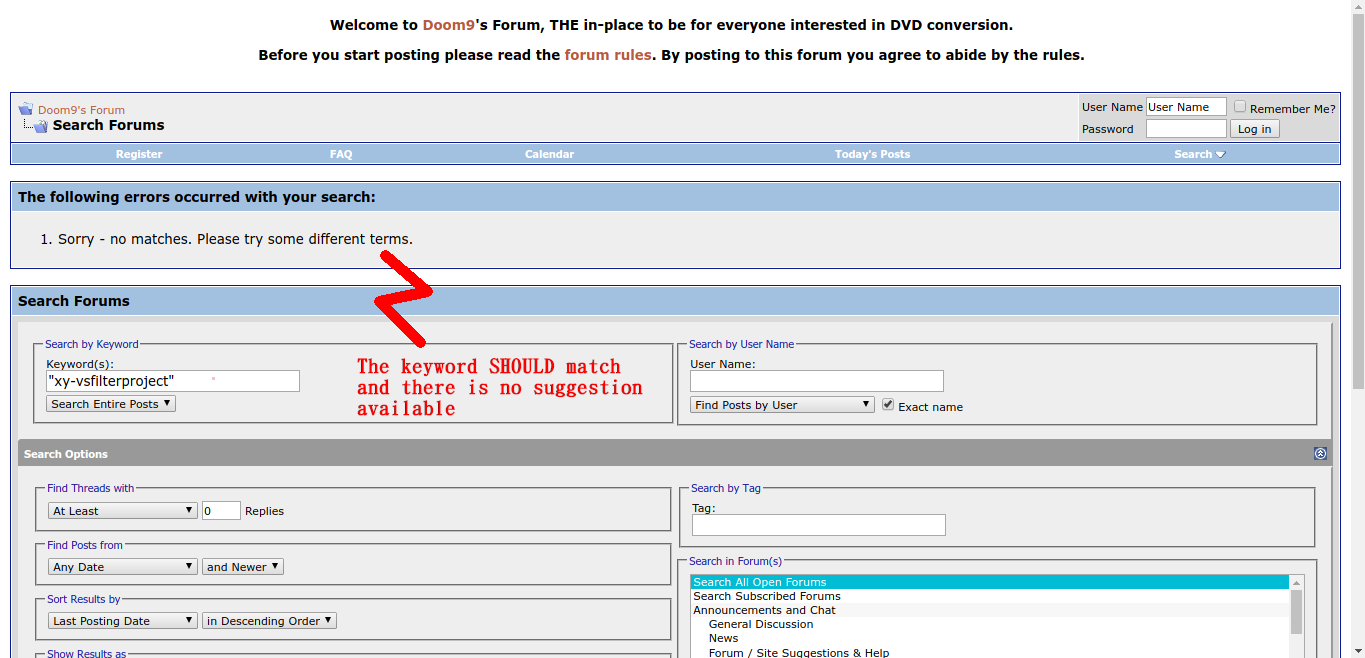 Welcome to Doom9's Forum, THE in-place to be for everyone interested in DVD conversion.
Before you start posting please read the forum rules. By posting to this forum you agree to abide by the rules.
Doom9's Forum
Search Forums
User Name User Name Remember Me?
Password Log in
Register FAQ Calendar Today's Posts Search
The following errors occurred with your search:
1. Sorry - no matches. Please try some different terms.
Search Forums
Search by Keyword
Keyword(s):
"xy-vsfilterproject"
Search Entire Posts
The keyword SHOULD match
and there is no suggestion
available
Search by User Name
User Name:
Find Posts by User Exact name
Search Options
Find Threads with
At Least 0 Replies
Find Posts from
Any Date and Newer
Sort Results by
Last Posting Date in Descending Order
Show Results as
Search by Tag
Tag:
Search in Forum(s)
Search All Open Forums
Search Subscribed Forums
Announcements and Chat
General Discussion
News
Forum / Site Suggestions & Help